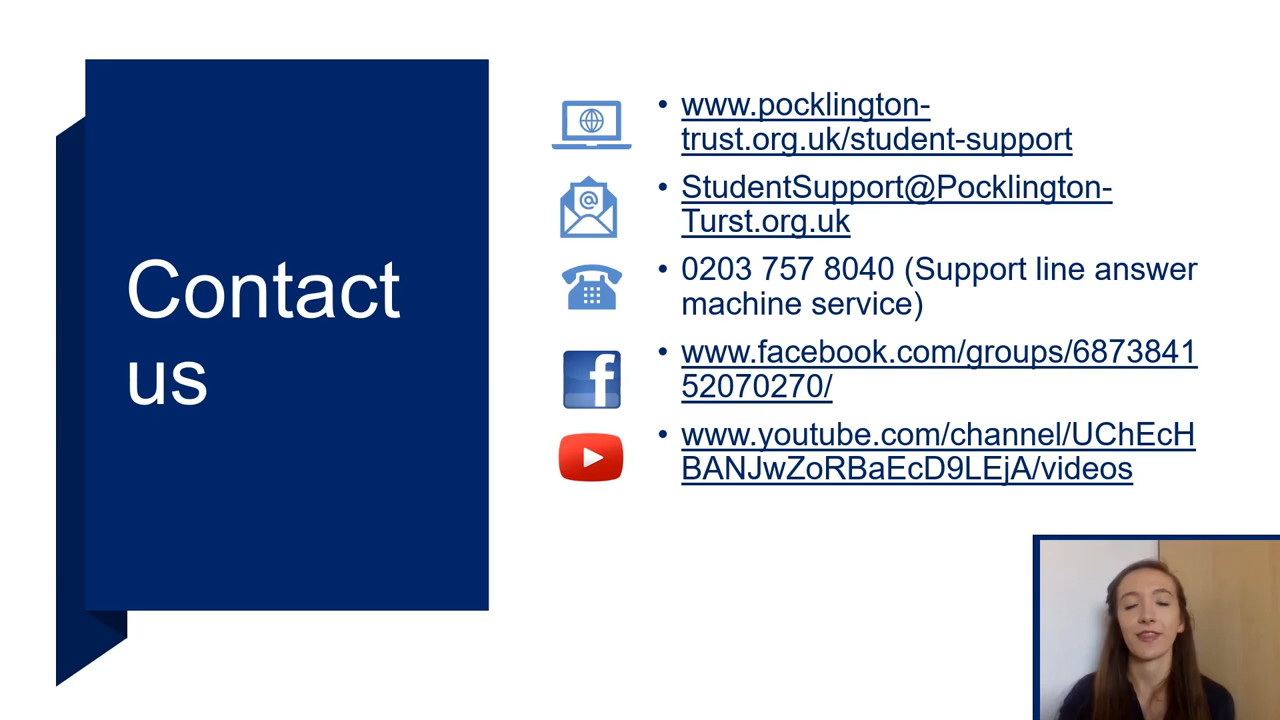 Contact
us
• www.pocklington-
trust.org.uk/student-support
• StudentSupport@Pocklington-
Turst.org.uk
• 0203 757 8040 (Support line answer
machine service)
• www.facebook.com/groups/6873841
52070270/
• www.youtube.com/channel/UChEcH
BANJwZoRBaEcD9LEjA/videos